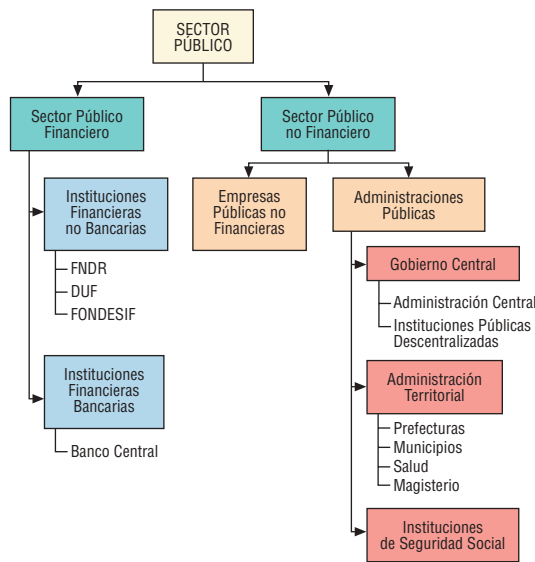 SECTOR
PÚBLICO
Sector Público
Financiero
Sector Público
no Financiero
Instituciones
Financieras
no Bancarias
FNDR
DUF
FONDESIF
Instituciones
Financieras
Bancarias
Banco Central
Empresas
Públicas no
Financieras
Administraciones
Públicas
Gobierno Central
Administración Central
Instituciones Públicas
Descentralizadas
Administración
Territorial
Prefecturas
Municipios
Salud
Magisterio
Instituciones
de Seguridad Social